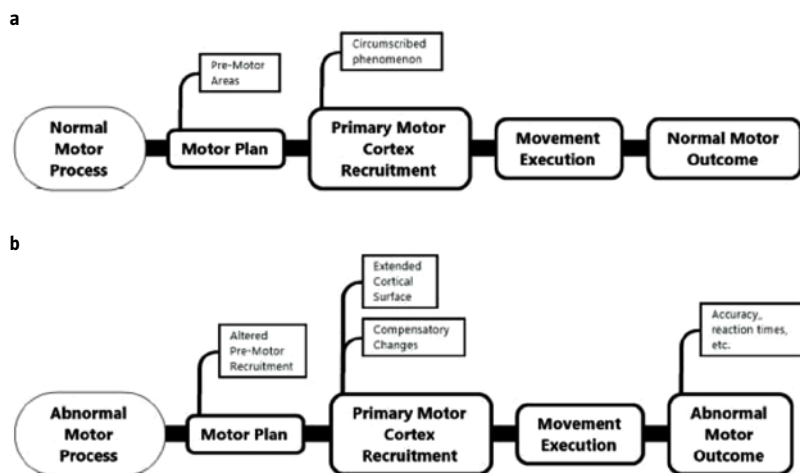 a
Pre-Motor
Areas
Circumscribed
phenomenon
Normal
Motor
Process
Motor Plan
Primary Motor
Cortex
Recruitment
Movement
Execution
Normal Motor
Outcome
b
Extended
Cortical
Surface
Altered
Pre-Motor
Recruitment
Compensatory
Changes
Accuracy,
reaction times,
etc.
Abnormal
Motor
Process
Motor Plan
Primary Motor
Cortex
Recruitment
Movement
Execution
Abnormal
Motor
Outcome